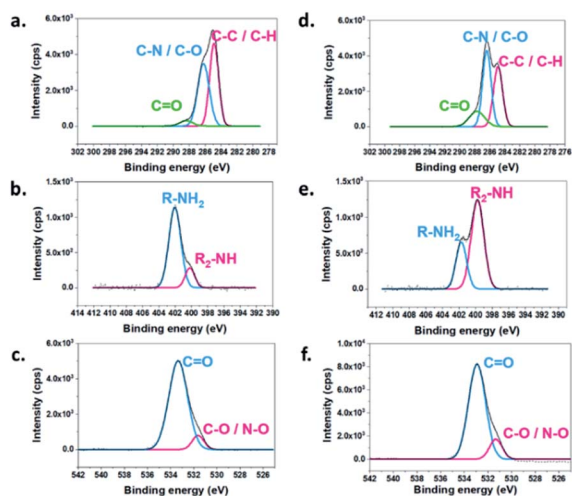 a.
6.0x10³
4.0x10³
2.0x10³
0.0
C-N / C-O
C-C / C-H
C=O
302 300 298 296 294 292 290 288 286 284 282 280 278
Binding energy (eV)
Intensity (cps)
d.
6.0x10³
4.0x10³
2.0x10³
0.0
C-N / C-O
C-C / C-H
C=O
302 300 298 296 294 292 290 288 286 284 282 280 278 276
Binding energy (eV)
Intensity (cps)
b.
1.5x10³
1.0x10³
5.0x10²
0.0
R-NH₂
R₂-NH
414 412 410 408 406 404 402 400 398 396 394 392 390
Binding energy (eV)
Intensity (cps)
e.
1.5x10³
1.0x10³
5.0x10²
0.0
R-NH₂
R₂-NH
412 410 408 406 404 402 400 398 396 394 392 390
Binding energy (eV)
Intensity (cps)
c.
6.0x10³
4.0x10³
2.0x10³
0.0
C=O
C-O / N-O
542 540 538 536 534 532 530 528 526
Binding energy (eV)
Intensity (cps)
f.
1.0x10⁴
8.0x10³
6.0x10³
4.0x10³
2.0x10³
0.0
C=O
C-O / N-O
542 540 538 536 534 532 530 528 526
Binding energy (eV)
Intensity (cps)